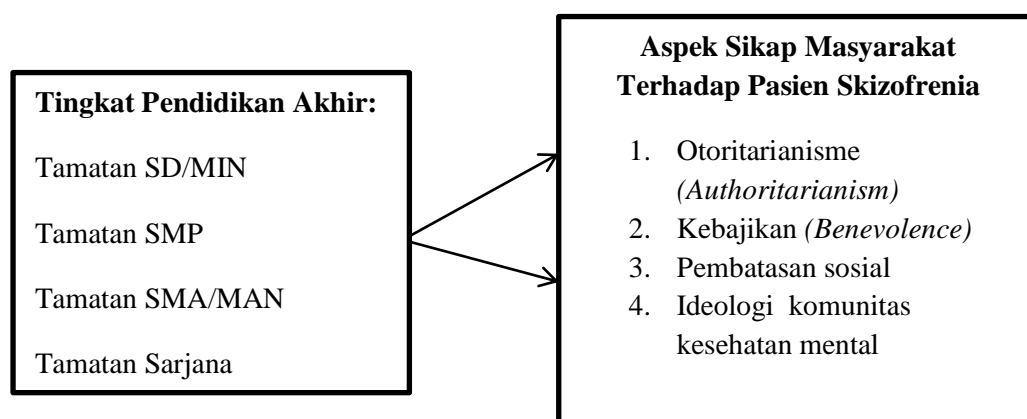 Tingkat Pendidikan Akhir:
Tamatan SD/MIN
Tamatan SMP
Tamatan SMA/MAN
Tamatan Sarjana
Aspek Sikap Masyarakat
Terhadap Pasien Skizofrenia
1. Otoritarianisme
(Authoritarianism)
2. Kebajikan (Benevolence)
3. Pembatasan sosial
4. Ideologi komunitas
kesehatan mental